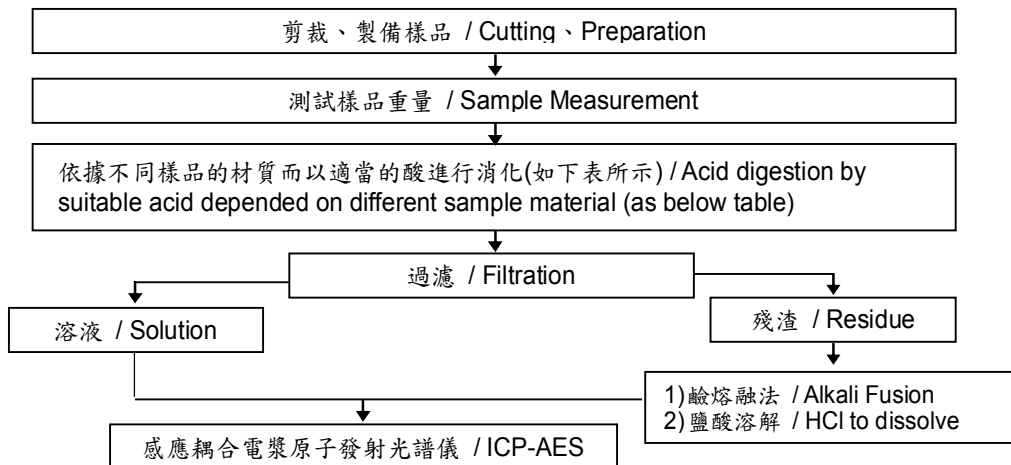 剪裁、製備樣品 / Cutting、Preparation
測試樣品重量 / Sample Measurement
依據不同樣品的材質而以適當的酸進行消化(如下表所示) / Acid digestion by
suitable acid depended on different sample material (as below table)
過濾 / Filtration
溶液 / Solution
殘渣 / Residue
1)鹼熔融法 / Alkali Fusion
2)鹽酸溶解 / HCl to dissolve
感應耦合電漿原子發射光譜儀 / ICP-AES